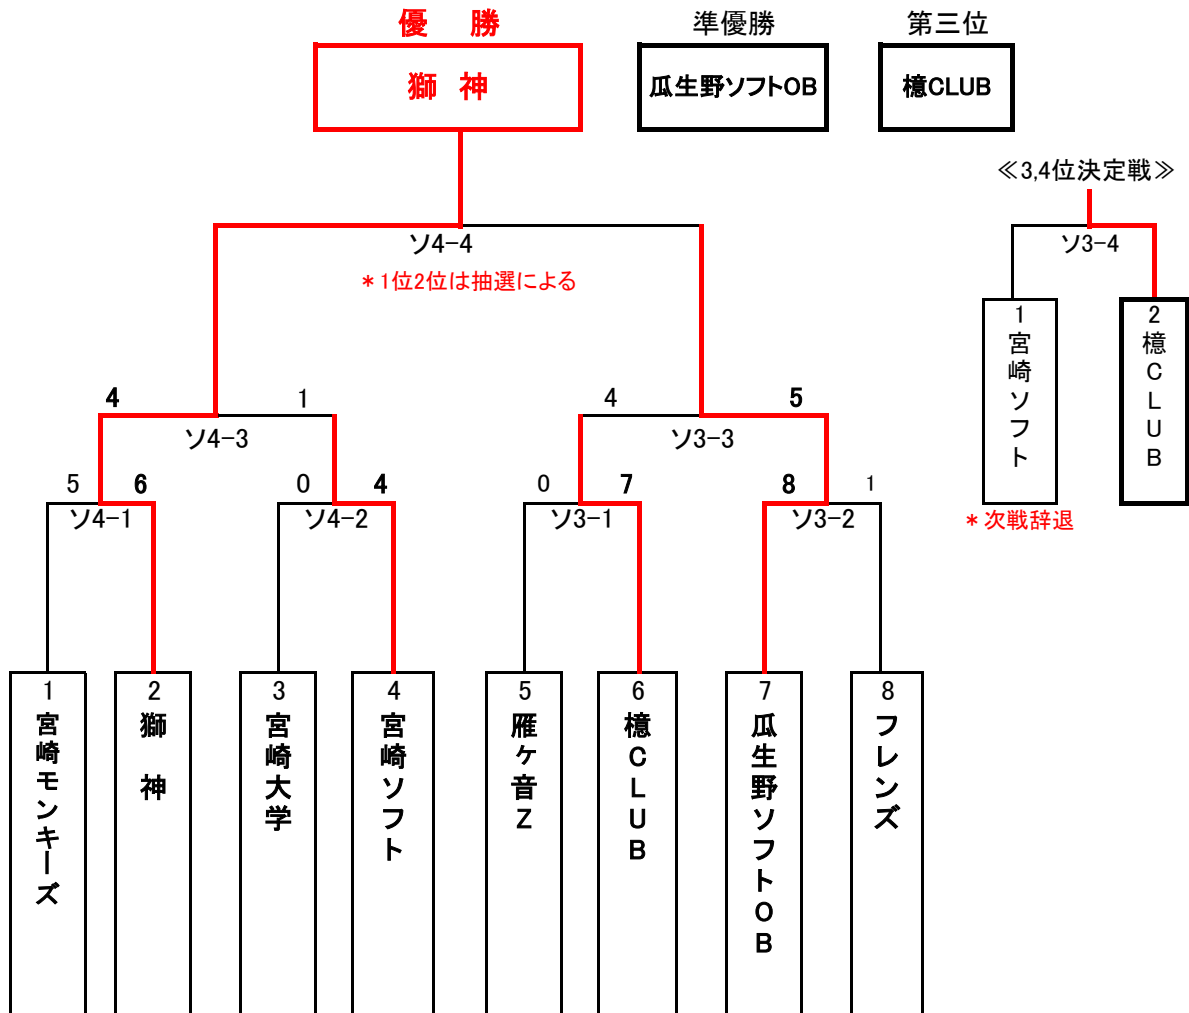 優 勝
準優勝
第三位
獅 神
瓜生野ソフトOB
檍CLUB
≪3,4位決定戦≫
ソ4-4
ソ3-4
*1位2位は抽選による
1
宮崎ソフト
2
檍CLUB
4
1
4
5
ソ4-3
ソ3-3
5
6
0
4
0
7
8
1
ソ4-1
ソ4-2
ソ3-1
ソ3-2
*次戦辞退
1
宮崎モンキーズ
2
獅 神
3
宮崎大学
4
宮崎ソフト
5
雁ヶ音Z
6
檍CLUB
7
瓜生野ソフトOB
8
フレンズ